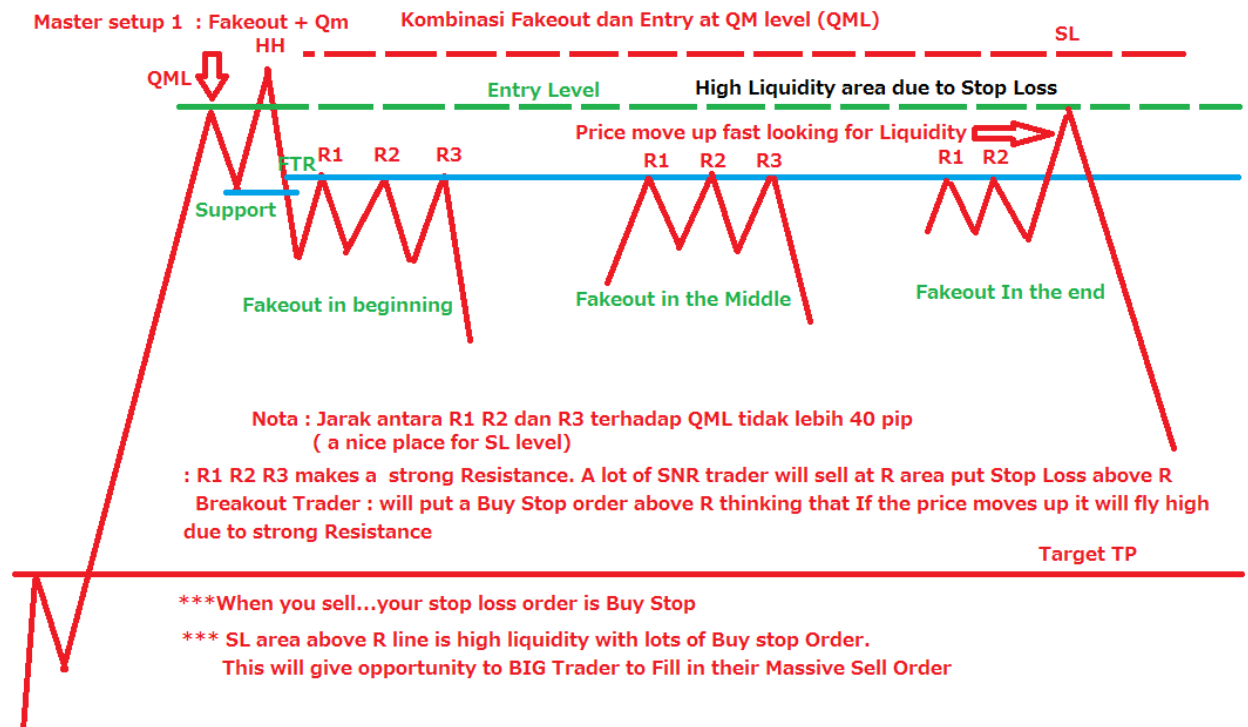 Master setup 1  : Fakeout + Qm
Kombinasi Fakeout dan Entry at QM level (QML)
HH
SL
QML
Entry Level
High Liquidity area due to Stop Loss
Price move up fast looking for Liquidity
FTR
R1
R2
R3
R1
R2
R3
R1
R2
Support
Fakeout in beginning
Fakeout in the Middle
Fakeout In the end
Nota : Jarak antara R1 R2 dan R3 terhadap QML tidak lebih 40 pip
( a nice place for SL level)
: R1 R2 R3 makes a  strong Resistance. A lot of SNR trader will sell at R area put Stop Loss above R
Breakout Trader : will put a Buy Stop order above R thinking that If the price moves up it will fly high
due to strong Resistance
Target TP
***When you sell...your stop loss order is Buy Stop
*** SL area above R line is high liquidity with lots of Buy stop Order.
This will give opportunity to BIG Trader to Fill in their Massive Sell Order